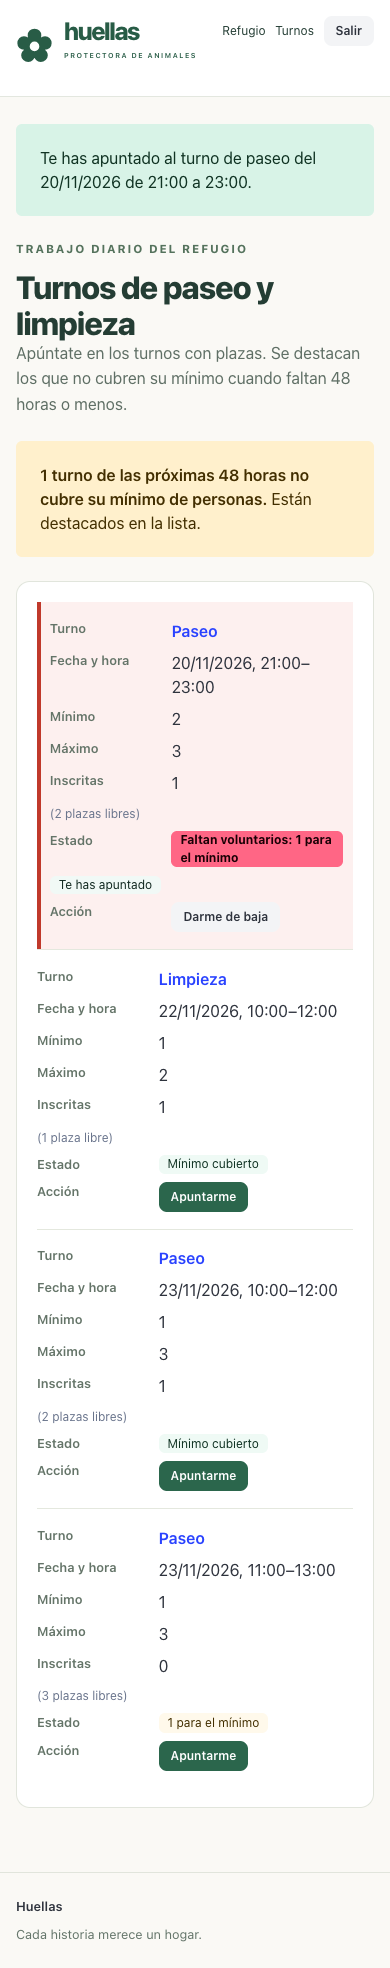 huellas
PROTECTORA DE ANIMALES
Refugio Turnos Salir
Te has apuntado al turno de paseo del
20/11/2026 de 21:00 a 23:00.
TRABAJO DIARIO DEL REFUGIO
Turnos de paseo y
limpieza
Apúntate en los turnos con plazas. Se destacan
los que no cubren su mínimo cuando faltan 48
horas o menos.
1 turno de las próximas 48 horas no
cubre su mínimo de personas. Están
destacados en la lista.
Turno Paseo
Fecha y hora 20/11/2026, 21:00–
23:00
Mínimo 2
Máximo 3
Inscritas 1
(2 plazas libres)
Estado Faltan voluntarios: 1 para
el mínimo
Te has apuntado
Acción Darme de baja
Turno Limpieza
Fecha y hora 22/11/2026, 10:00–12:00
Mínimo 1
Máximo 2
Inscritas 1
(1 plaza libre)
Estado Mínimo cubierto
Acción Apuntarme
Turno Paseo
Fecha y hora 23/11/2026, 10:00–12:00
Mínimo 1
Máximo 3
Inscritas 1
(2 plazas libres)
Estado Mínimo cubierto
Acción Apuntarme
Turno Paseo
Fecha y hora 23/11/2026, 11:00–13:00
Mínimo 1
Máximo 3
Inscritas 0
(3 plazas libres)
Estado 1 para el mínimo
Acción Apuntarme
Huellas
Cada historia merece un hogar.